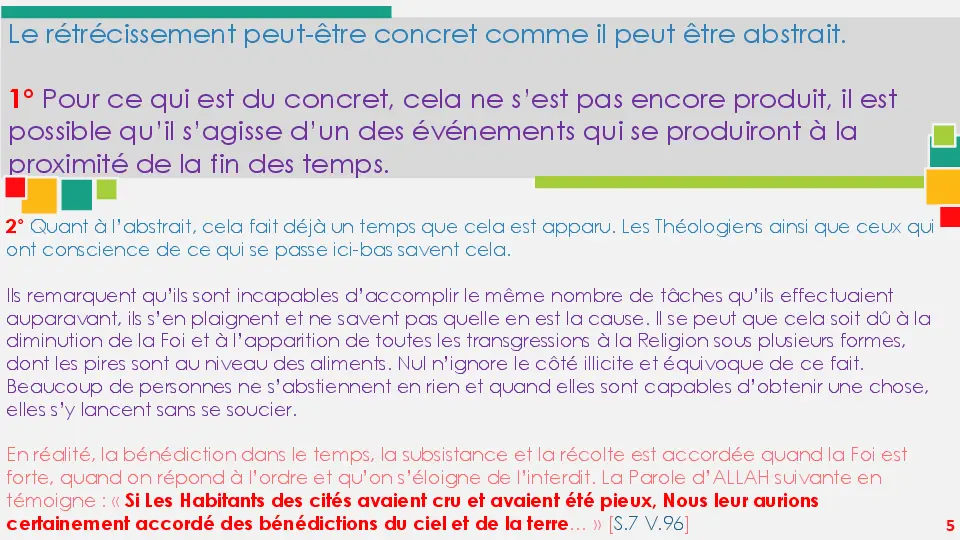 Le rétrécissement peut-être concret comme il peut être abstrait.
1° Pour ce qui est du concret, cela ne s'est pas encore produit, il est
possible qu'il s'agisse d'un des événements qui se produiront à la
proximité de la fin des temps.
2° Quant à l'abstrait, cela fait déjà un temps que cela est apparu. Les Théologiens ainsi que ceux qui
ont conscience de ce qui se passe ici-bas savent cela.
Ils remarquent qu'ils sont incapables d'accomplir le même nombre de tâches qu'ils effectuaient
auparavant, ils s'en plaignent et ne savent pas quelle en est la cause. Il se peut que cela soit dû à la
diminution de la Foi et à l'apparition de toutes les transgressions à la Religion sous plusieurs formes,
dont les pires sont au niveau des aliments. Nul n'ignore le côté illicite et équivoque de ce fait.
Beaucoup de personnes ne s'abstiennent en rien et quand elles sont capables d'obtenir une chose,
elles s'y lancent sans se soucier.
En réalité, la bénédiction dans le temps, la subsistance et la récolte est accordée quand la Foi est
forte, quand on répond à l'ordre et qu'on s'éloigne de l'interdit. La Parole d'ALLAH suivante en
témoigne : « Si Les Habitants des cités avaient cru et avaient été pieux, Nous leur aurions
certainement accordé des bénédictions du ciel et de la terre… » [S.7 V.96]
5